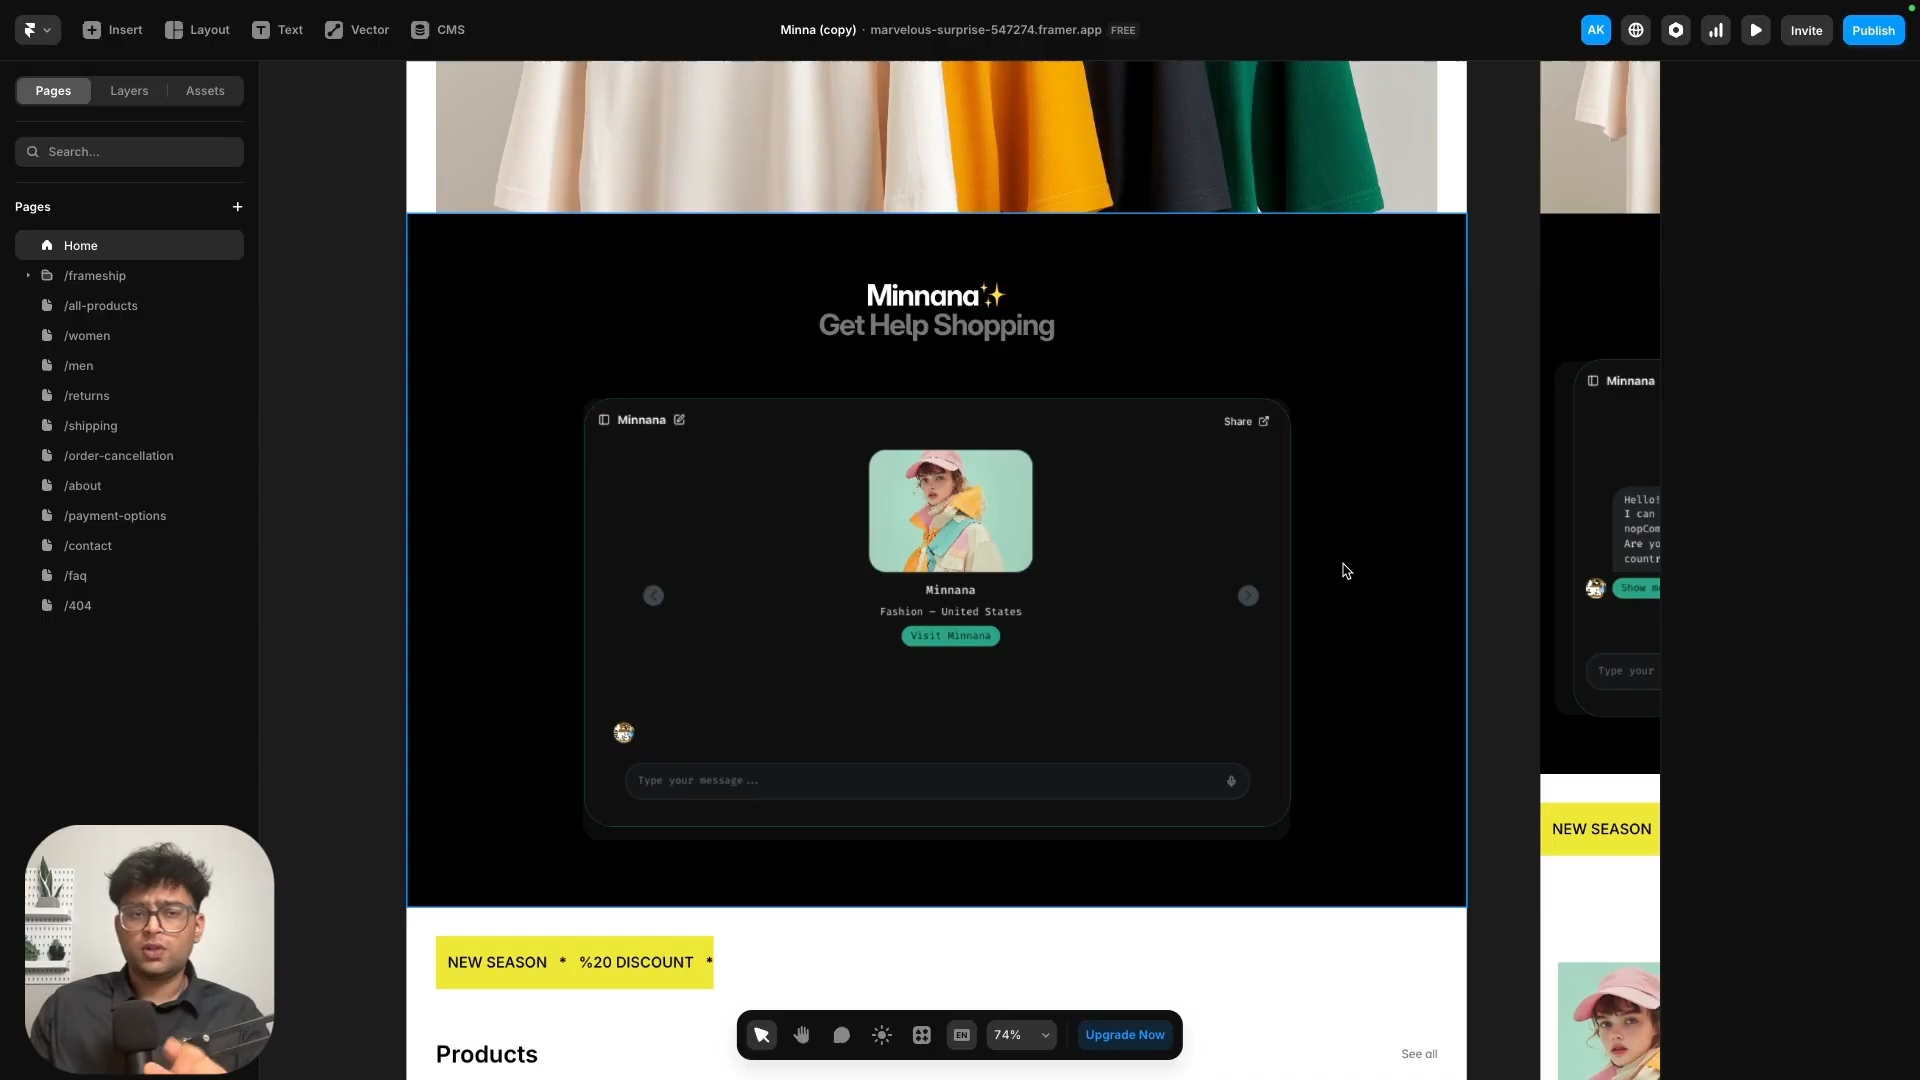 Insert
Layout
Text
Vector
CMS
Minna (copy) · marvelous-surprise-547274.framer.app FREE
AK
Invite
Publish
Pages
Layers
Assets
Search...
Pages
Home
/frameship
/all-products
/women
/men
/returns
/shipping
/order-cancellation
/about
/payment-options
/contact
/faq
/404
Minnana✨
Get Help Shopping
Minnana
Share
Minnana
Fashion – United States
Visit Minnana
Type your message...
NEW SEASON * %20 DISCOUNT *
Products
See all
EN
74%
Upgrade Now
Minnana
Hello!
I can
Are
Show
Type your
NEW SEASON